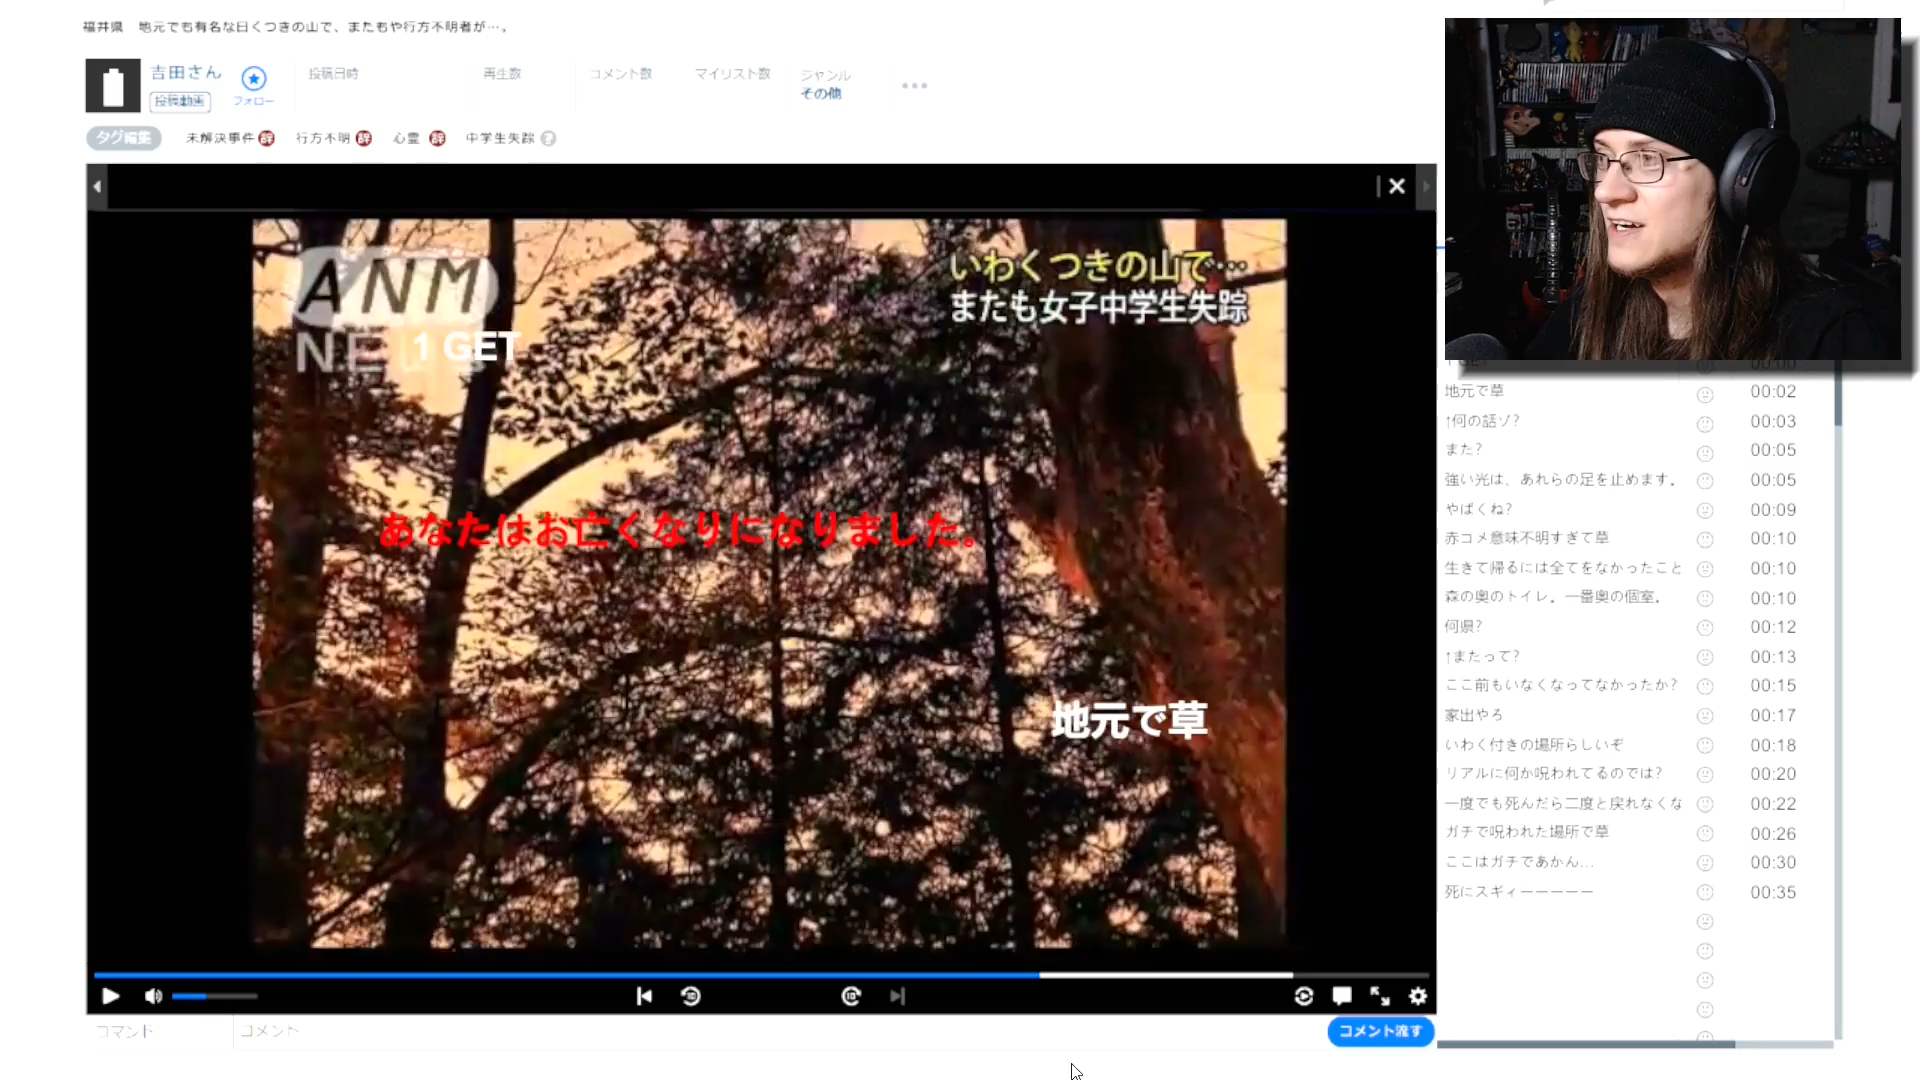 福井県　地元でも有名な曰くつきの山で、またもや行方不明者が…。
吉田さん
投稿動画
フォロー
投稿日時
再生数
コメント数
マイリスト数
ジャンル
その他
タグ編集
未解決事件
行方不明
心霊
中学生失踪
ANM
いわくつきの山で…
またも女子中学生失踪
1 GET
あなたはお亡くなりになりました。
地元で草
地元で草 00:02
↑何の話ゾ? 00:03
また? 00:05
強い光は、あれらの足を止めます。 00:05
やばくね? 00:09
赤コメ意味不明すぎて草 00:10
生きて帰るには全てをなかったこと 00:10
森の奥のトイレ。一番奥の個室。 00:10
何県? 00:12
↑またって? 00:13
ここ前もいなくなってなかったか? 00:15
家出やろ 00:17
いわく付きの場所らしいぞ 00:18
リアルに何か呪われてるのでは? 00:20
一度でも死んだら二度と戻れなくな 00:22
ガチで呪われた場所で草 00:26
ここはガチであかん... 00:30
死にスギィーーーーー 00:35
コマンド
コメント
コメント流す